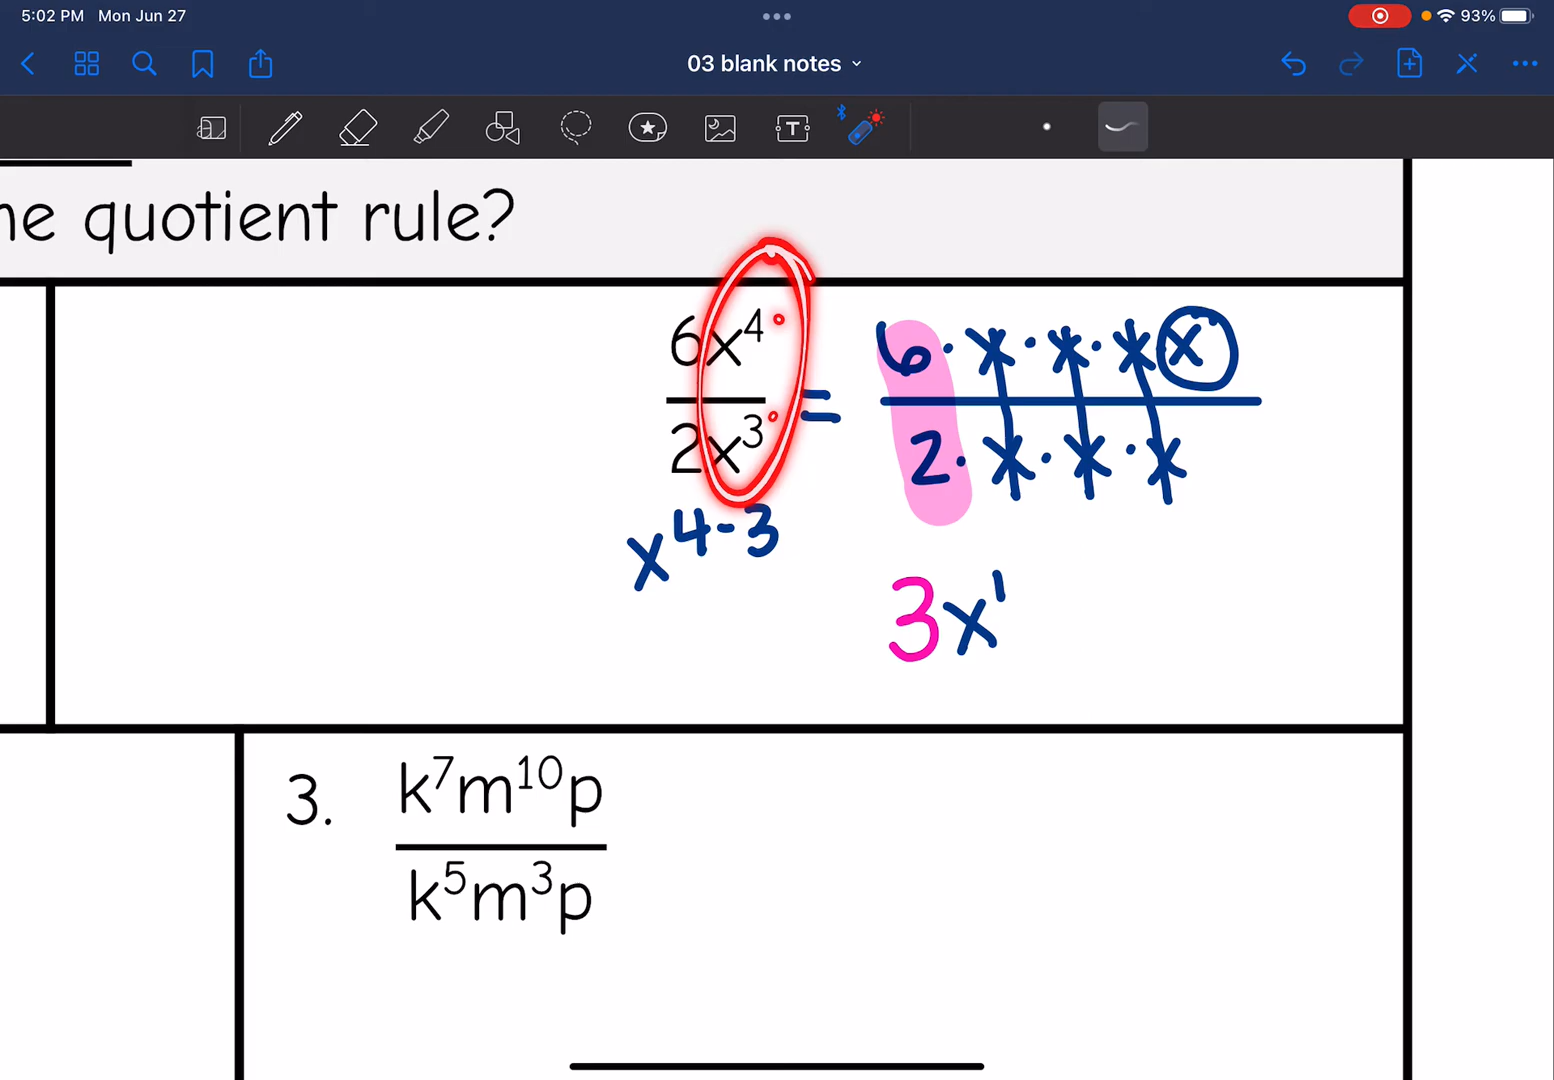 5:02 PM Mon Jun 27
93%
03 blank notes
T
he quotient rule?
6x⁴ = 6 · x · x · x x
2x³ 2 · x · x · x
x⁴⁻³
3x¹
3. k⁷m¹⁰p
k⁵m³p